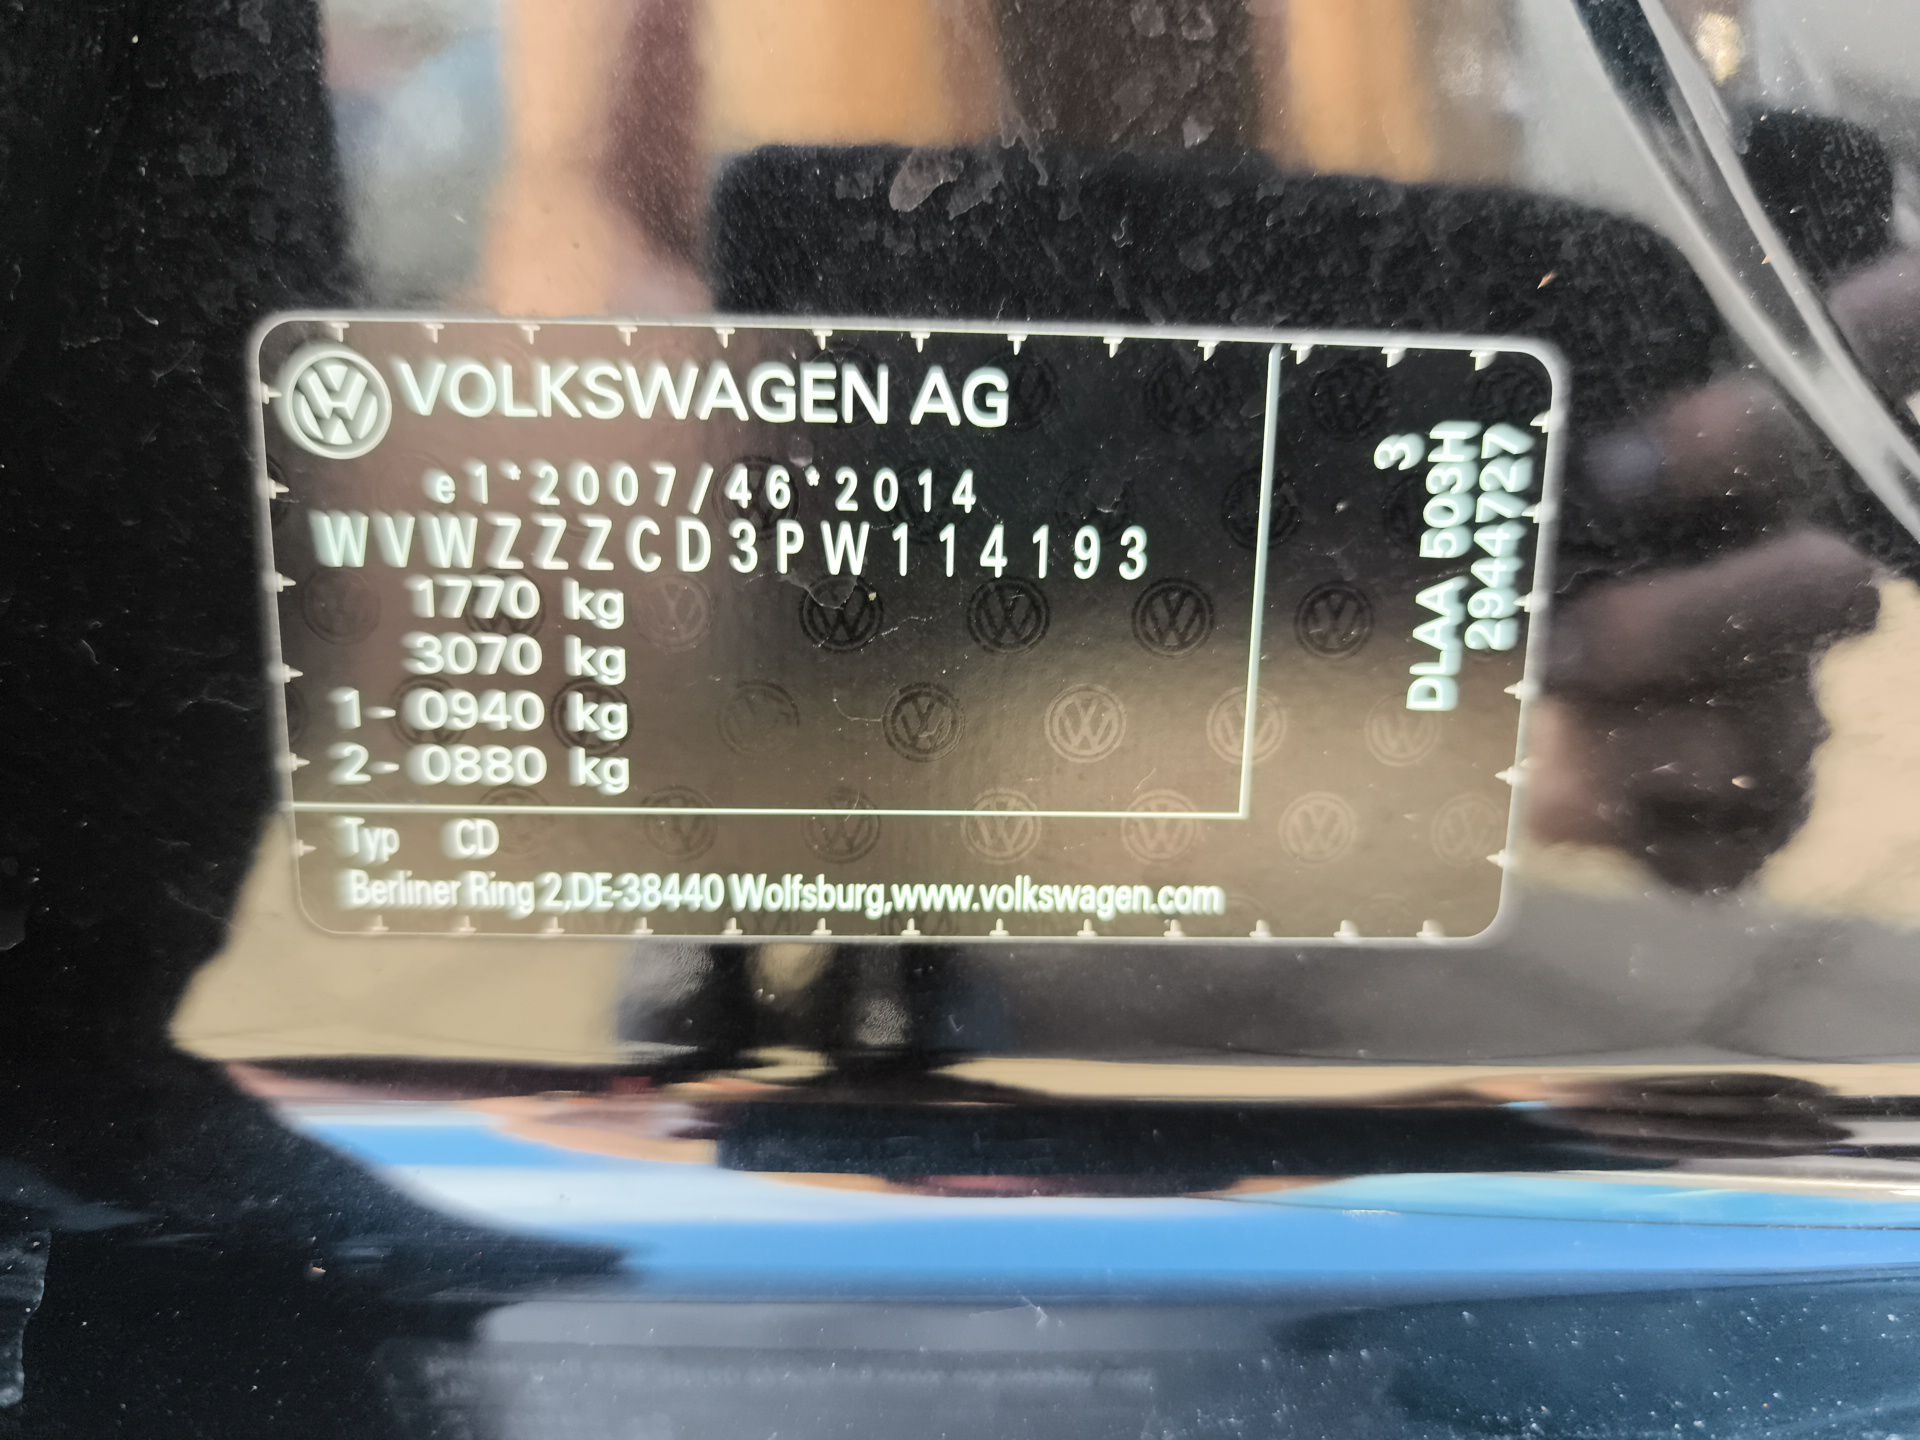 VOLKSWAGEN AG
e1*2007/46*2014
WVWZZZCD3PW114193
1770 kg
3070 kg
1- 0940 kg
2- 0880 kg
Typ CD
Berliner Ring 2,DE-38440 Wolfsburg,www.volkswagen.com
3
DLAA 503H
2944727